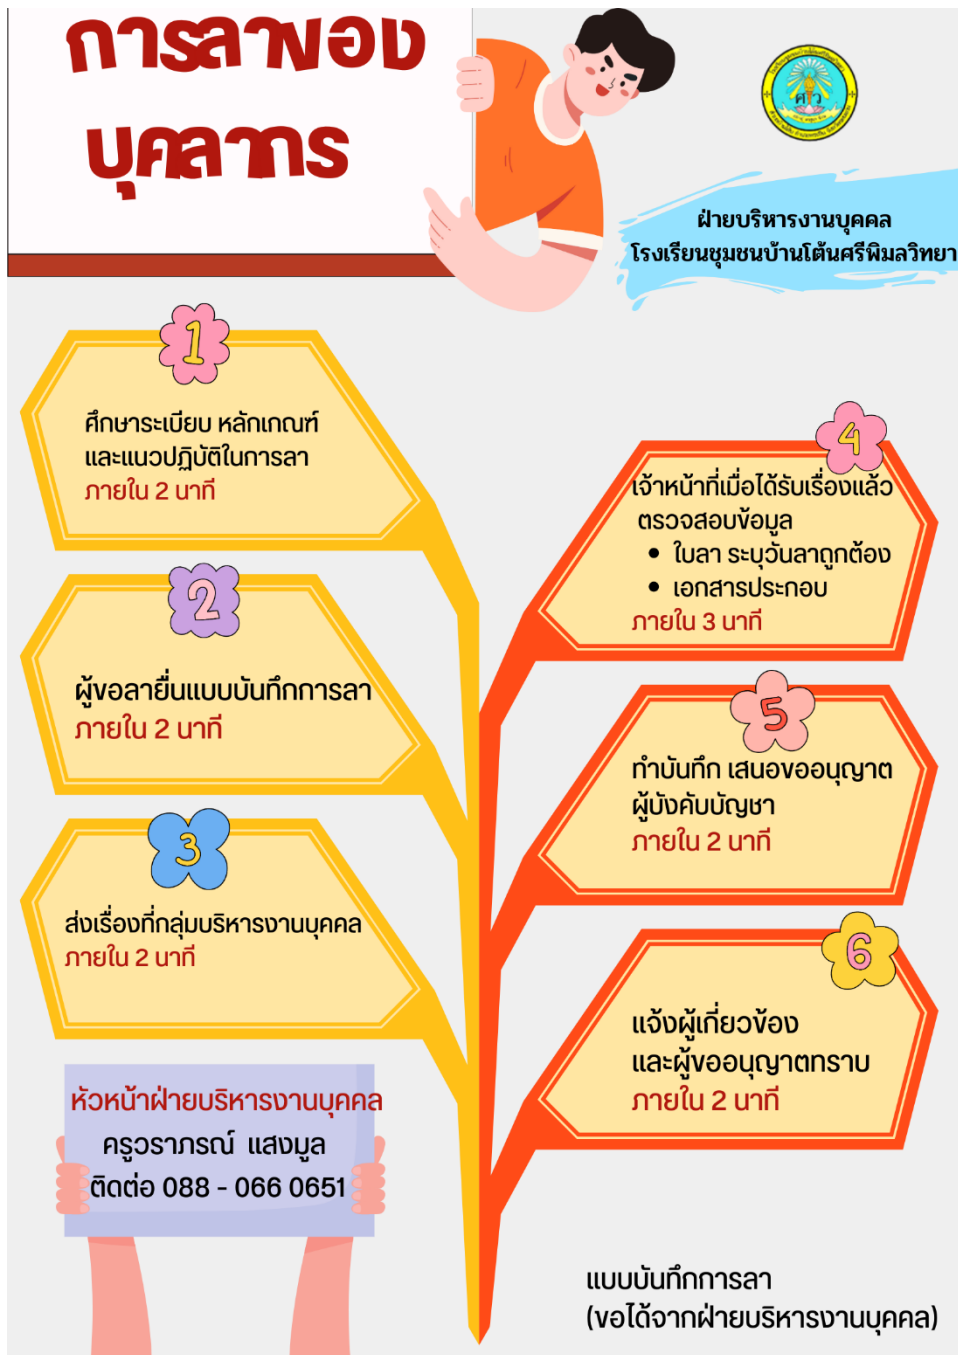 การลาของ
บุคลากร
ศ ว
ฝ่ายบริหารงานบุคคล
โรงเรียนชุมชนบ้านโต้นศรีพิมลวิทยา
1
ศึกษาระเบียบ หลักเกณฑ์
และแนวปฏิบัติในการลา
ภายใน 2 นาที
2
ผู้ขอลายื่นแบบบันทึกการลา
ภายใน 2 นาที
3
ส่งเรื่องที่กลุ่มบริหารงานบุคคล
ภายใน 2 นาที
4
เจ้าหน้าที่เมื่อได้รับเรื่องแล้ว
ตรวจสอบข้อมูล
• ใบลา ระบุวันลาถูกต้อง
• เอกสารประกอบ
ภายใน 3 นาที
5
ทำบันทึก เสนอขออนุญาต
ผู้บังคับบัญชา
ภายใน 2 นาที
6
แจ้งผู้เกี่ยวข้อง
และผู้ขออนุญาตทราบ
ภายใน 2 นาที
หัวหน้าฝ่ายบริหารงานบุคคล
ครูวราภรณ์ แสงมูล
ติดต่อ 088 - 066 0651
แบบบันทึกการลา
(ขอได้จากฝ่ายบริหารงานบุคคล)